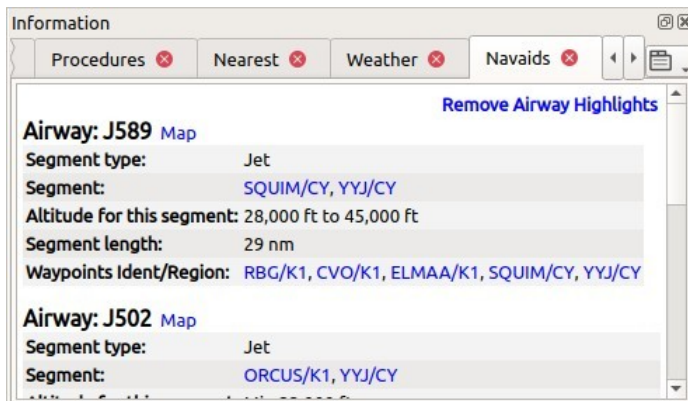 Information
Procedures Nearest Weather Navaids
Remove Airway Highlights
Airway: J589 Map
Segment type: Jet
Segment: SQUIM/CY, YYJ/CY
Altitude for this segment: 28,000 ft to 45,000 ft
Segment length: 29 nm
Waypoints Ident/Region: RBG/K1, CVO/K1, ELMAA/K1, SQUIM/CY, YYJ/CY
Airway: J502 Map
Segment type: Jet
Segment: ORCUS/K1, YYJ/CY